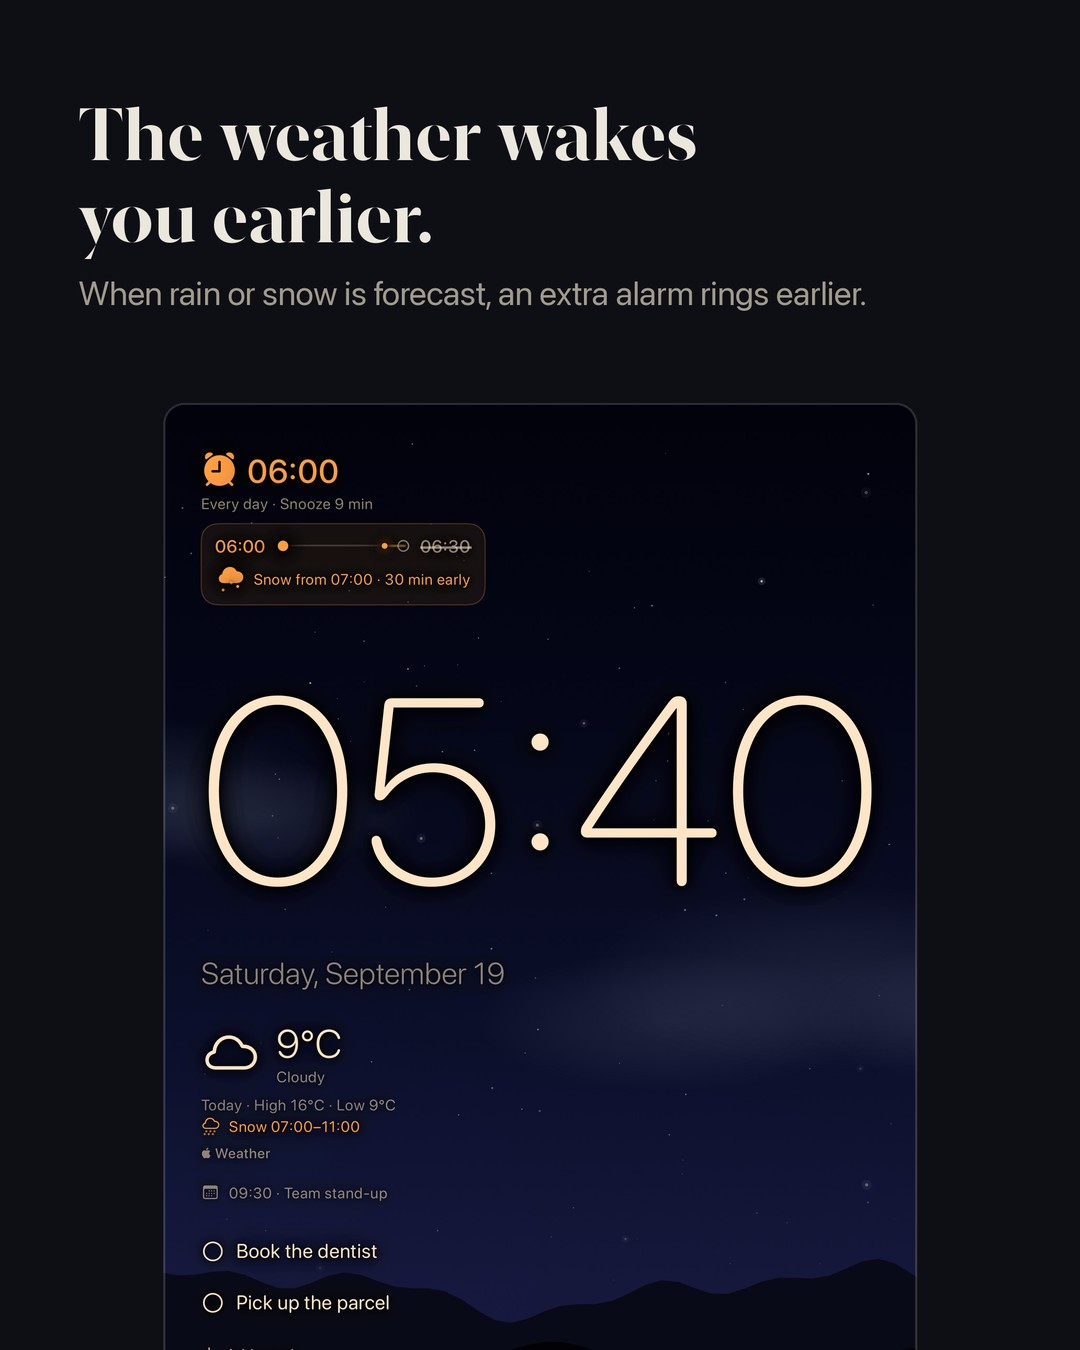 The weather wakes
you earlier.
When rain or snow is forecast, an extra alarm rings earlier.
06:00
Every day · Snooze 9 min
06:00 06:30
Snow from 07:00 · 30 min early
05:40
Saturday, September 19
9°C
Cloudy
Today · High 16°C · Low 9°C
Snow 07:00–11:00
Weather
09:30 · Team stand-up
Book the dentist
Pick up the parcel